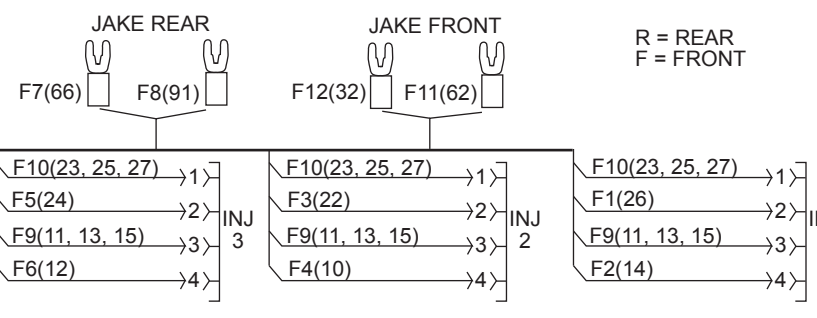 JAKE REAR
JAKE FRONT
R = REAR
F = FRONT
F7(66)
F8(91)
F12(32)
F11(62)
F10(23, 25, 27)
1
F5(24)
2
F9(11, 13, 15)
3
F6(12)
4
INJ
3
F10(23, 25, 27)
1
F3(22)
2
F9(11, 13, 15)
3
F4(10)
4
INJ
2
F10(23, 25, 27)
1
F1(26)
2
F9(11, 13, 15)
3
F2(14)
4